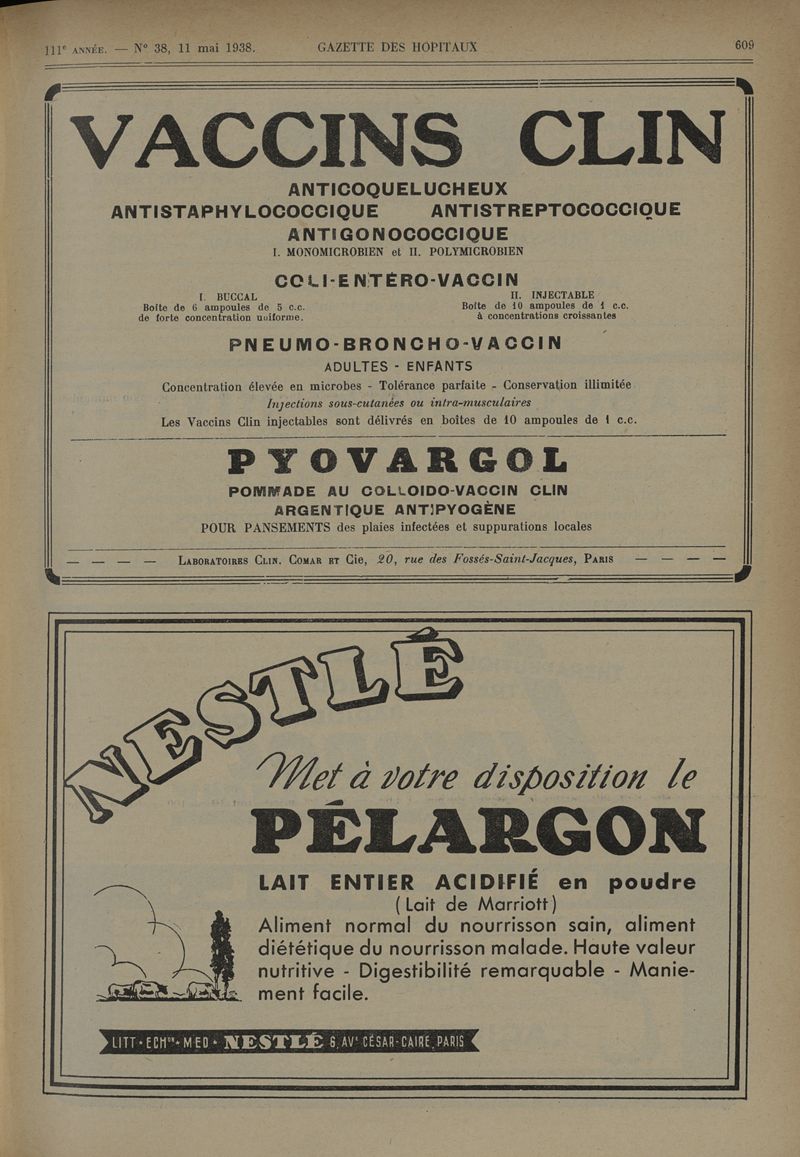 111e ANNÉE. — N° 38, 11 mai 1938.
GAZETTE DES HOPITAUX
609
VACCINS CLIN
ANTICOQUELUCHEUX
ANTISTAPHYLOCOCCIQUE ANTISTREPTOCOCCIQUE
ANTIGONOCOCCIQUE
I. MONOMICROBIEN et II. POLYMICROBIEN
COLI-ENTÉRO-VACCIN
I. BUCCAL
Boîte de 6 ampoules de 5 c.c.
de forte concentration uniforme.
II. INJECTABLE
Boîte de 10 ampoules de 1 c.c.
à concentrations croissantes
PNEUMO-BRONCHO-VACCIN
ADULTES - ENFANTS
Concentration élevée en microbes - Tolérance parfaite - Conservation illimitée
Injections sous-cutanées ou intra-musculaires
Les Vaccins Clin injectables sont délivrés en boîtes de 10 ampoules de 1 c.c.
PYOVARGOL
POMMADE AU COLLOIDO-VACCIN CLIN
ARGENTIQUE ANTIPYOGÈNE
POUR PANSEMENTS des plaies infectées et suppurations locales
— — — — LABORATOIRES CLIN. COMAR ET Cie, 20, rue des Fossés-Saint-Jacques, PARIS — — — —
NESTLÉ
Met à votre disposition le
PÉLARGON
LAIT ENTIER ACIDIFIÉ en poudre
(Lait de Marriott)
Aliment normal du nourrisson sain, aliment
diététique du nourrisson malade. Haute valeur
nutritive - Digestibilité remarquable - Manie-
ment facile.
LITT • ECHons • MED • NESTLÉ 6, AVe CÉSAR-CAIRE, PARIS